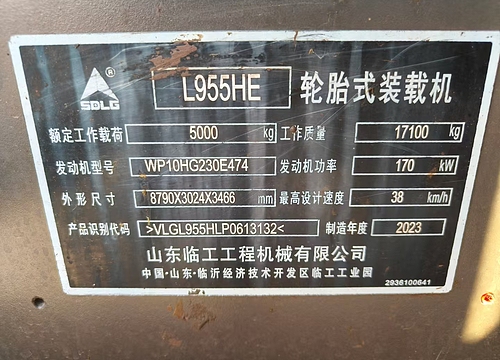 SDLG ® L955HE 轮胎式装载机
额定工作载荷 5000 kg 工作质量 17100 kg
发动机型号 WP10HG230E474 发动机功率 170 kW
外形尺寸 8790X3024X3466 mm 最高设计速度 38 km/h
产品识别代码 >VLGL955HLP0613132< 制造年度 2023
山东临工工程机械有限公司
中国·山东·临沂经济技术开发区临工工业园
2936100641